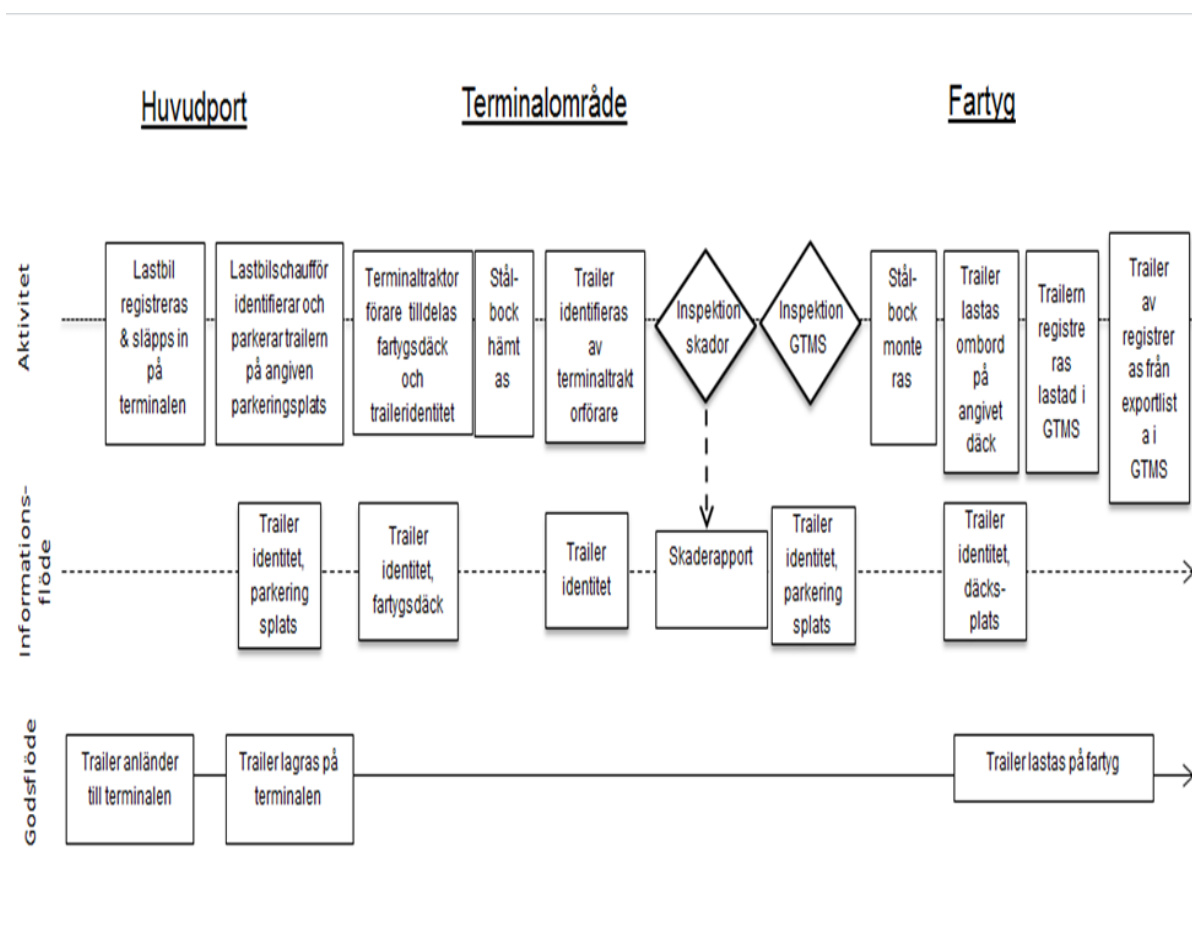 Huvudport
Terminalområde
Fartyg
Aktivitet
Lastbil
registreras
& släpps in
på
terminalen
Lastbilschaufför
identifierar och
parkerar trailern
på angiven
parkeringsplats
Terminaltraktor
förare tilldelas
fartygsdäck
och
traileridentitet
Stål-
bock
hämt
as
Trailer
identifieras
av
terminaltrakt
orförare
Inspektion
skador
Inspektion
GTMS
Stål-
bock
monte
ras
Trailer
lastas
ombord
på
angivet
däck
Trailern
registre
ras
lastad i
GTMS
Trailer
av
registrer
as från
exportlist
a i
GTMS
Informations-
flöde
Trailer
identitet,
parkering
splats
Trailer
identitet,
fartygsdäck
Trailer
identitet
Skaderapport
Trailer
identitet,
parkering
splats
Trailer
identitet,
däcks-
plats
Godsflöde
Trailer anländer
till terminalen
Trailer lagras på
terminalen
Trailer lastas på fartyg